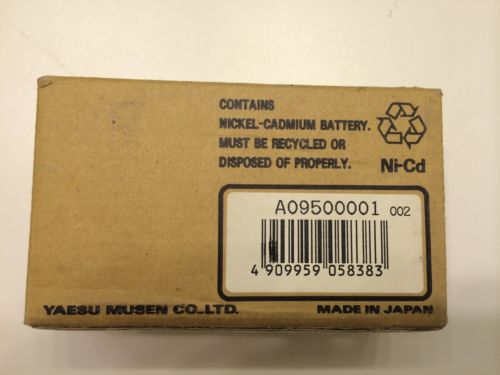 CONTAINS
NICKEL-CADMIUM BATTERY.
MUST BE RECYCLED OR
DISPOSED OF PROPERLY.
Ni-Cd
A09500001 002
4 909959 058383
YAESU MUSEN CO.,LTD.
MADE IN JAPAN